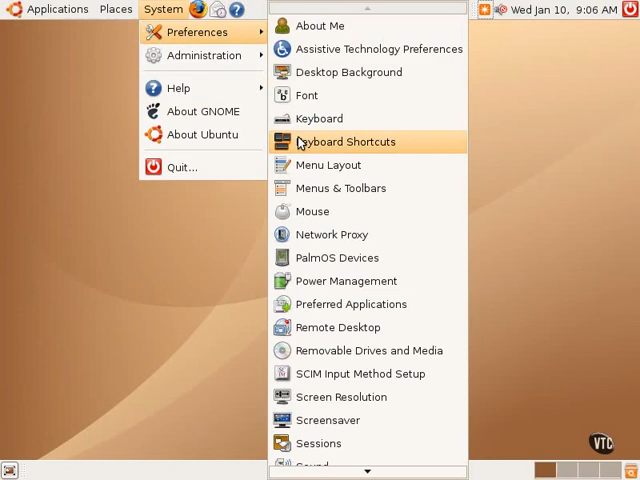 Applications Places System Wed Jan 10, 9:06 AM
Preferences
Administration
Help
About GNOME
About Ubuntu
Quit...
About Me
Assistive Technology Preferences
Desktop Background
Font
Keyboard
yboard Shortcuts
Menu Layout
Menus & Toolbars
Mouse
Network Proxy
PalmOS Devices
Power Management
Preferred Applications
Remote Desktop
Removable Drives and Media
SCIM Input Method Setup
Screen Resolution
Screensaver
Sessions
Sound
VTC